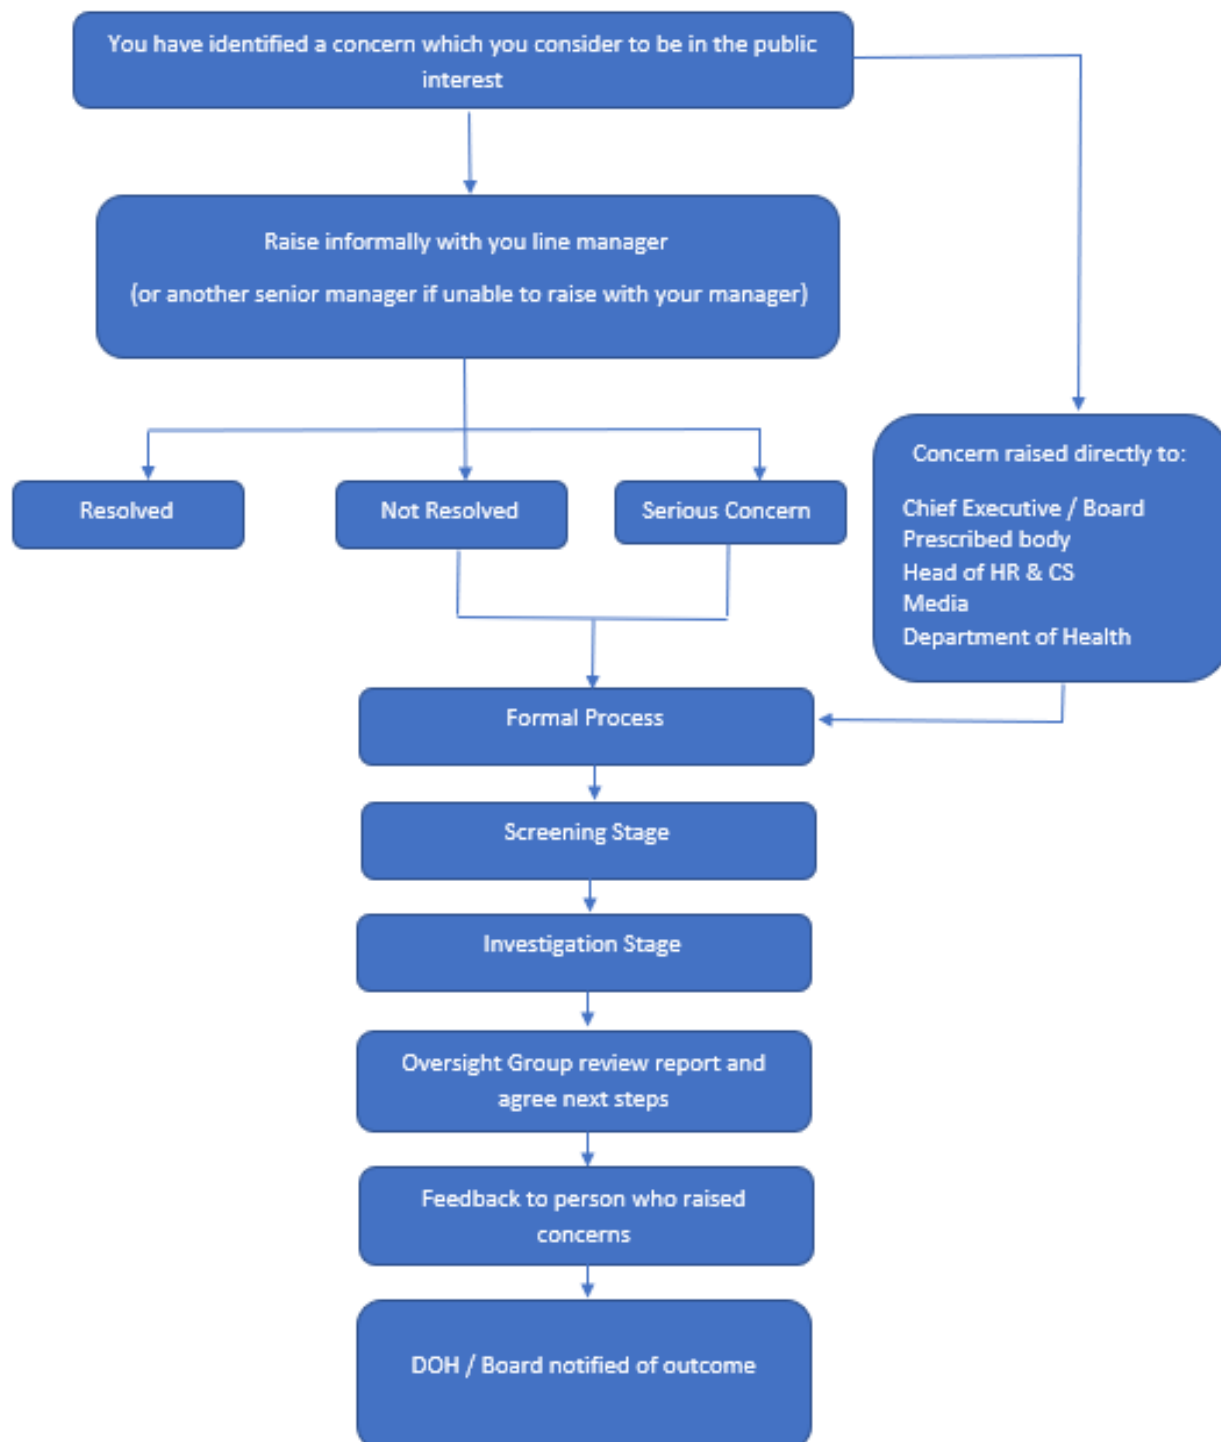 You have identified a concern which you consider to be in the public
interest
Raise informally with you line manager
(or another senior manager if unable to raise with your manager)
Resolved
Not Resolved
Serious Concern
Concern raised directly to:
Chief Executive / Board
Prescribed body
Head of HR & CS
Media
Department of Health
Formal Process
Screening Stage
Investigation Stage
Oversight Group review report and
agree next steps
Feedback to person who raised
concerns
DOH / Board notified of outcome